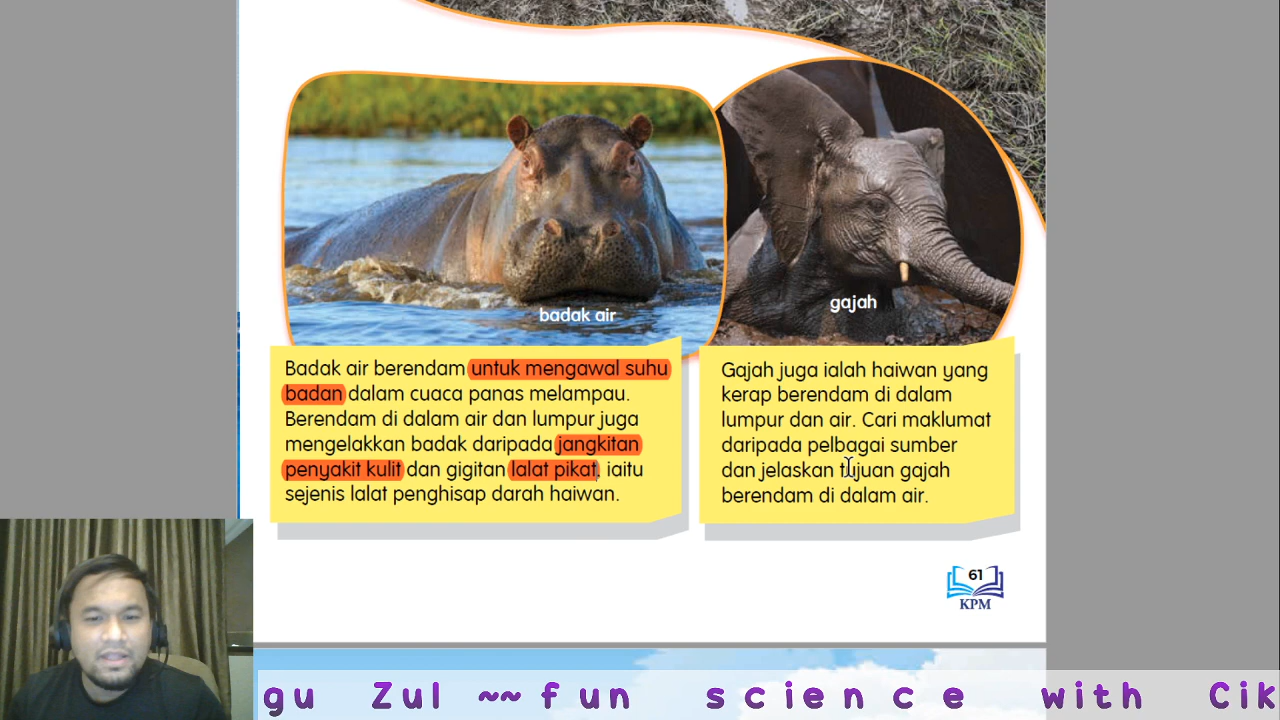 badak air
gajah
Badak air berendam untuk mengawal suhu
badan dalam cuaca panas melampau.
Berendam di dalam air dan lumpur juga
mengelakkan badak daripada jangkitan
penyakit kulit dan gigitan lalat pikat, iaitu
sejenis lalat penghisap darah haiwan.
Gajah juga ialah haiwan yang
kerap berendam di dalam
lumpur dan air. Cari maklumat
daripada pelbagai sumber
dan jelaskan tujuan gajah
berendam di dalam air.
61
KPM
gu Zul ~~ fun science with Cik